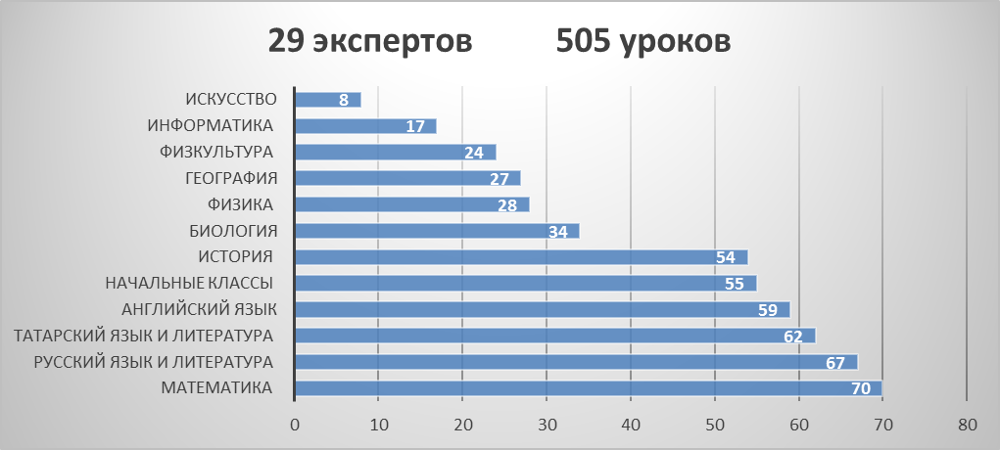 29 экспертов 505 уроков
ИСКУССТВО 8
ИНФОРМАТИКА 17
ФИЗКУЛЬТУРА 24
ГЕОГРАФИЯ 27
ФИЗИКА 28
БИОЛОГИЯ 34
ИСТОРИЯ 54
НАЧАЛЬНЫЕ КЛАССЫ 55
АНГЛИЙСКИЙ ЯЗЫК 59
ТАТАРСКИЙ ЯЗЫК И ЛИТЕРАТУРА 62
РУССКИЙ ЯЗЫК И ЛИТЕРАТУРА 67
МАТЕМАТИКА 70
0 10 20 30 40 50 60 70 80